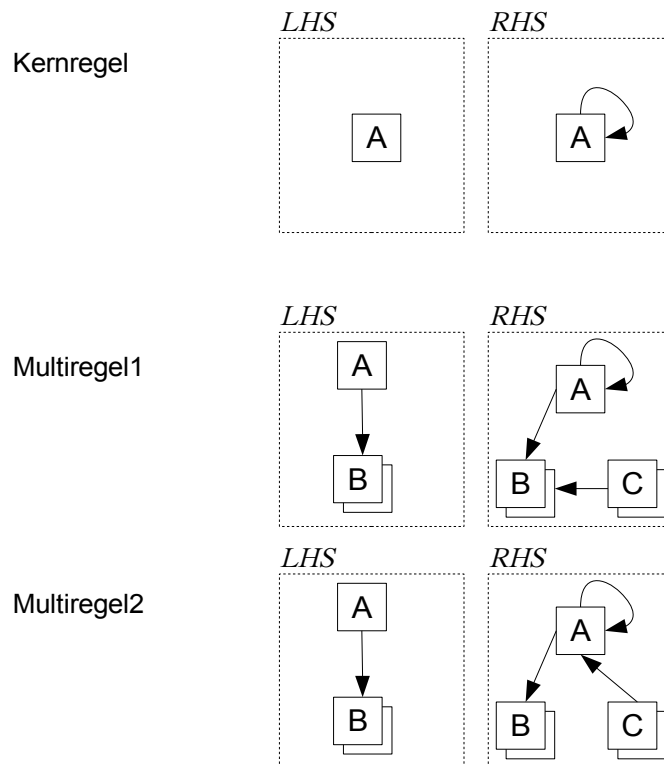 LHS RHS
Kernregel
A A
LHS RHS
Multiregel1
A A
B B C
LHS RHS
Multiregel2
A A
B B C